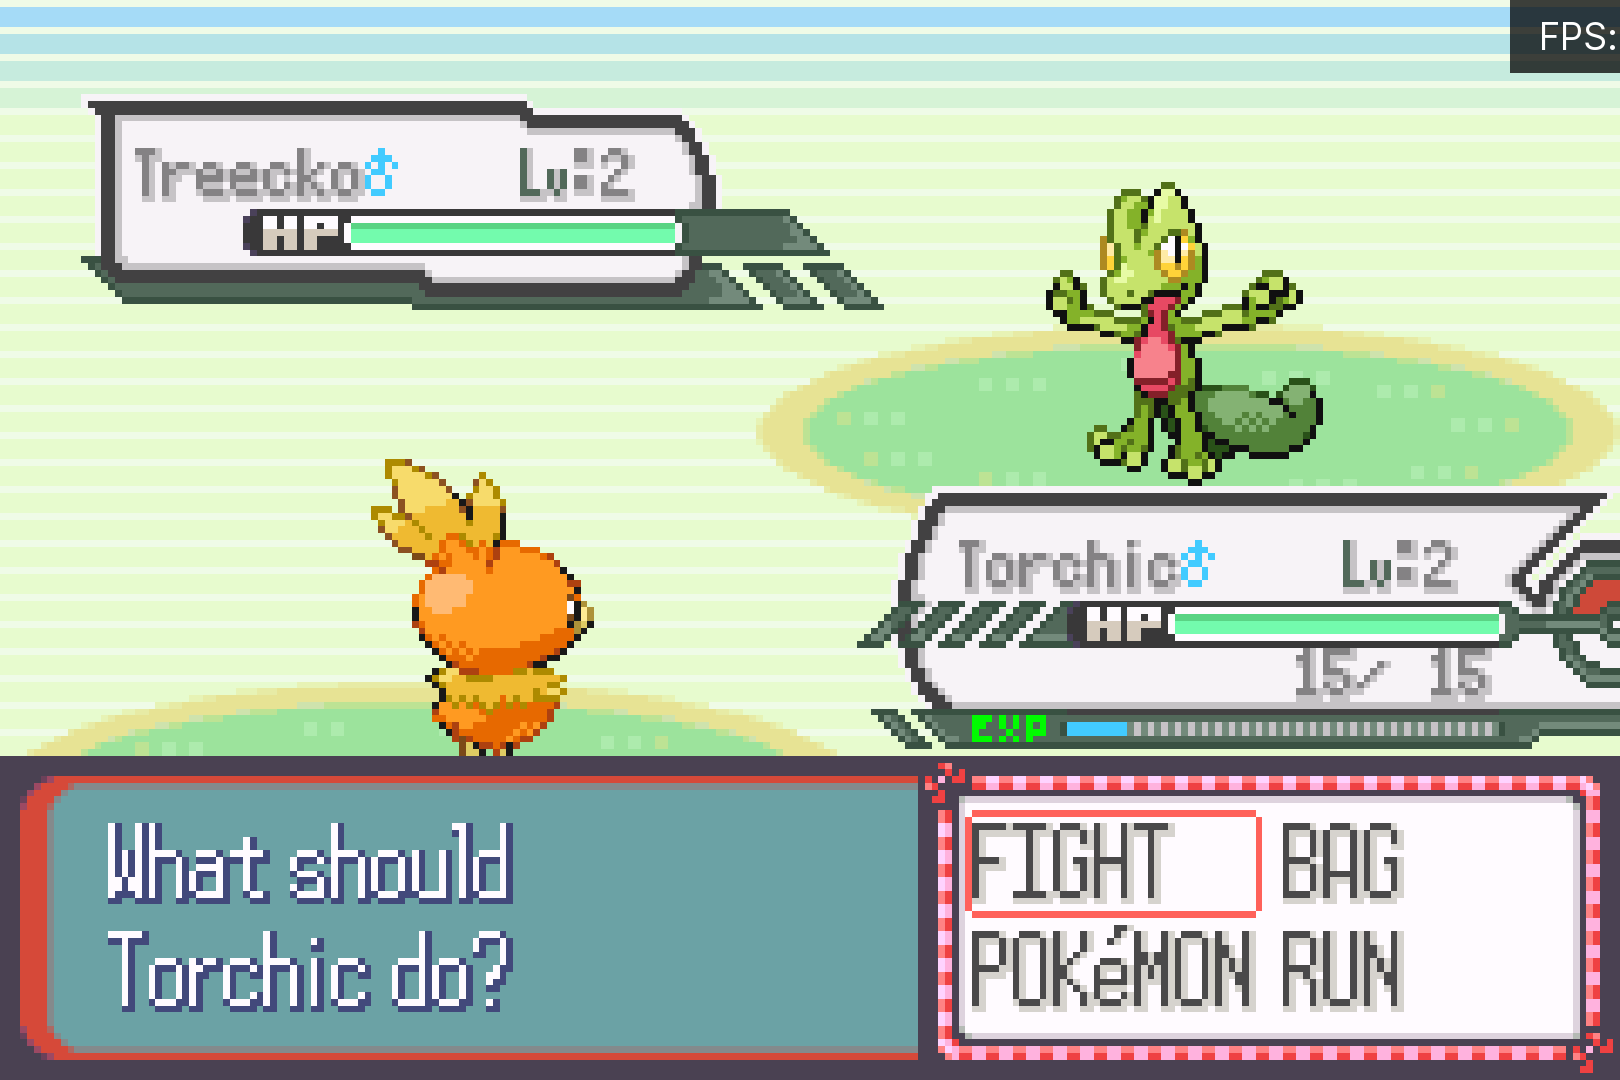 FPS:
Treecko♂ Lv:2
HP
Torchic♂ Lv:2
HP
15/ 15
EXP
What should
Torchic do?
FIGHT BAG
POKéMON RUN